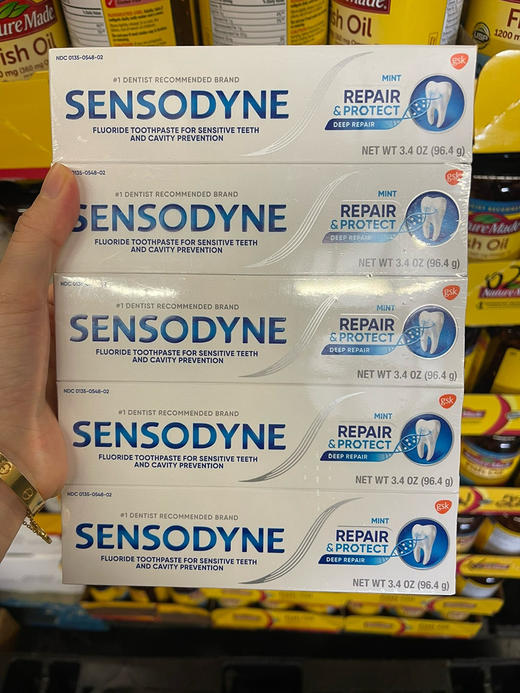 ure Made
Fish Oil
Fish Oil
1200 m
USP
NDC 0135-0548-02
gsk
#1 DENTIST RECOMMENDED BRAND
SENSODYNE
FLUORIDE TOOTHPASTE FOR SENSITIVE TEETH
AND CAVITY PREVENTION
MINT
REPAIR
& PROTECT
DEEP REPAIR
NET WT 3.4 OZ (96.4 g)
gsk
#1 DENTIST RECOMMENDED BRAND
SENSODYNE
FLUORIDE TOOTHPASTE FOR SENSITIVE TEETH
AND CAVITY PREVENTION
MINT
REPAIR
& PROTECT
DEEP REPAIR
NET WT 3.4 OZ (96.4 g)
gsk
#1 DENTIST RECOMMENDED BRAND
SENSODYNE
FLUORIDE TOOTHPASTE FOR SENSITIVE TEETH
AND CAVITY PREVENTION
MINT
REPAIR
& PROTECT
DEEP REPAIR
NET WT 3.4 OZ (96.4 g)
NDC 0135-0548-02
gsk
#1 DENTIST RECOMMENDED BRAND
SENSODYNE
FLUORIDE TOOTHPASTE FOR SENSITIVE TEETH
AND CAVITY PREVENTION
MINT
REPAIR
& PROTECT
DEEP REPAIR
NET WT 3.4 OZ (96.4 g)
NDC 0135-0548-02
gsk
#1 DENTIST RECOMMENDED BRAND
SENSODYNE
FLUORIDE TOOTHPASTE FOR SENSITIVE TEETH
AND CAVITY PREVENTION
MINT
REPAIR
& PROTECT
DEEP REPAIR
NET WT 3.4 OZ (96.4 g)
ureMade
sh Oil
Nature M